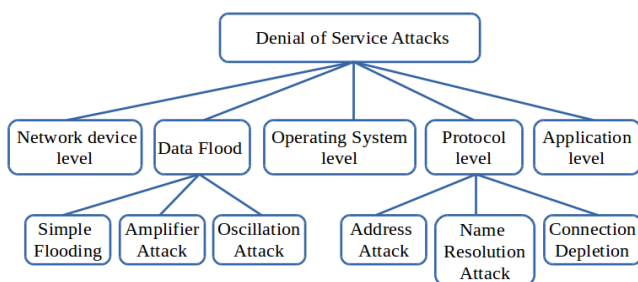 Denial of Service Attacks
Network device
level
Data Flood
Operating System
level
Protocol
level
Application
level
Simple
Flooding
Amplifier
Attack
Oscillation
Attack
Address
Attack
Name
Resolution
Attack
Connection
Depletion